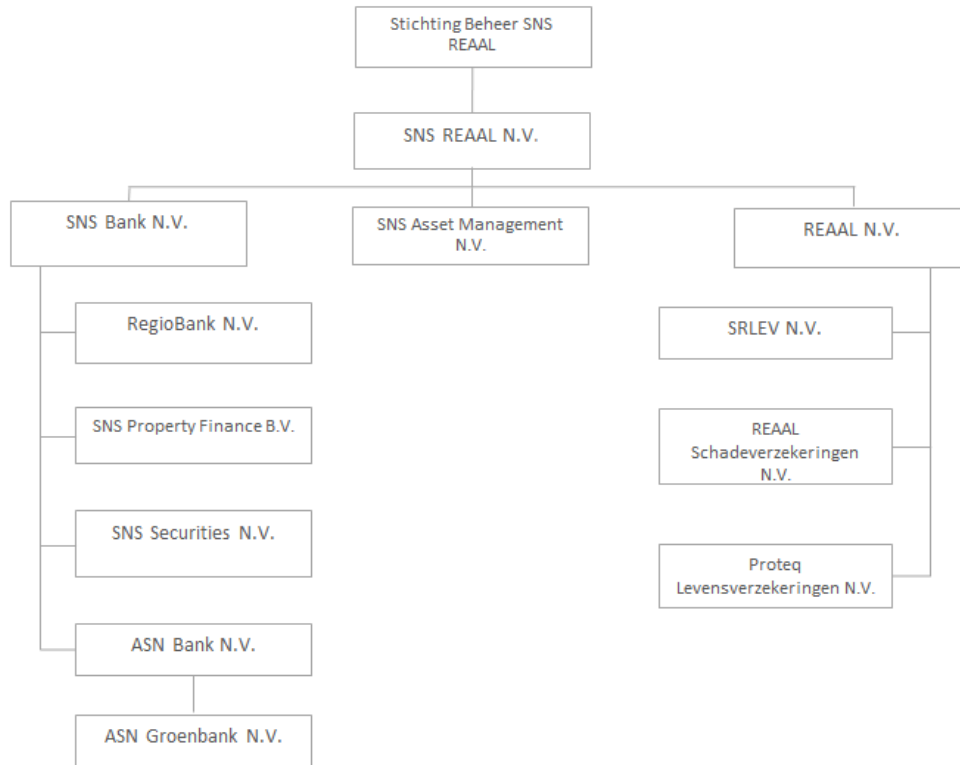 Stichting Beheer SNS
REAAL
SNS REAAL N.V.
SNS Bank N.V.
SNS Asset Management
N.V.
REAAL N.V.
RegioBank N.V.
SNS Property Finance B.V.
SNS Securities N.V.
ASN Bank N.V.
ASN Groenbank N.V.
SRLEV N.V.
REAAL
Schadeverzekeringen
N.V.
Proteq
Levensverzekeringen N.V.